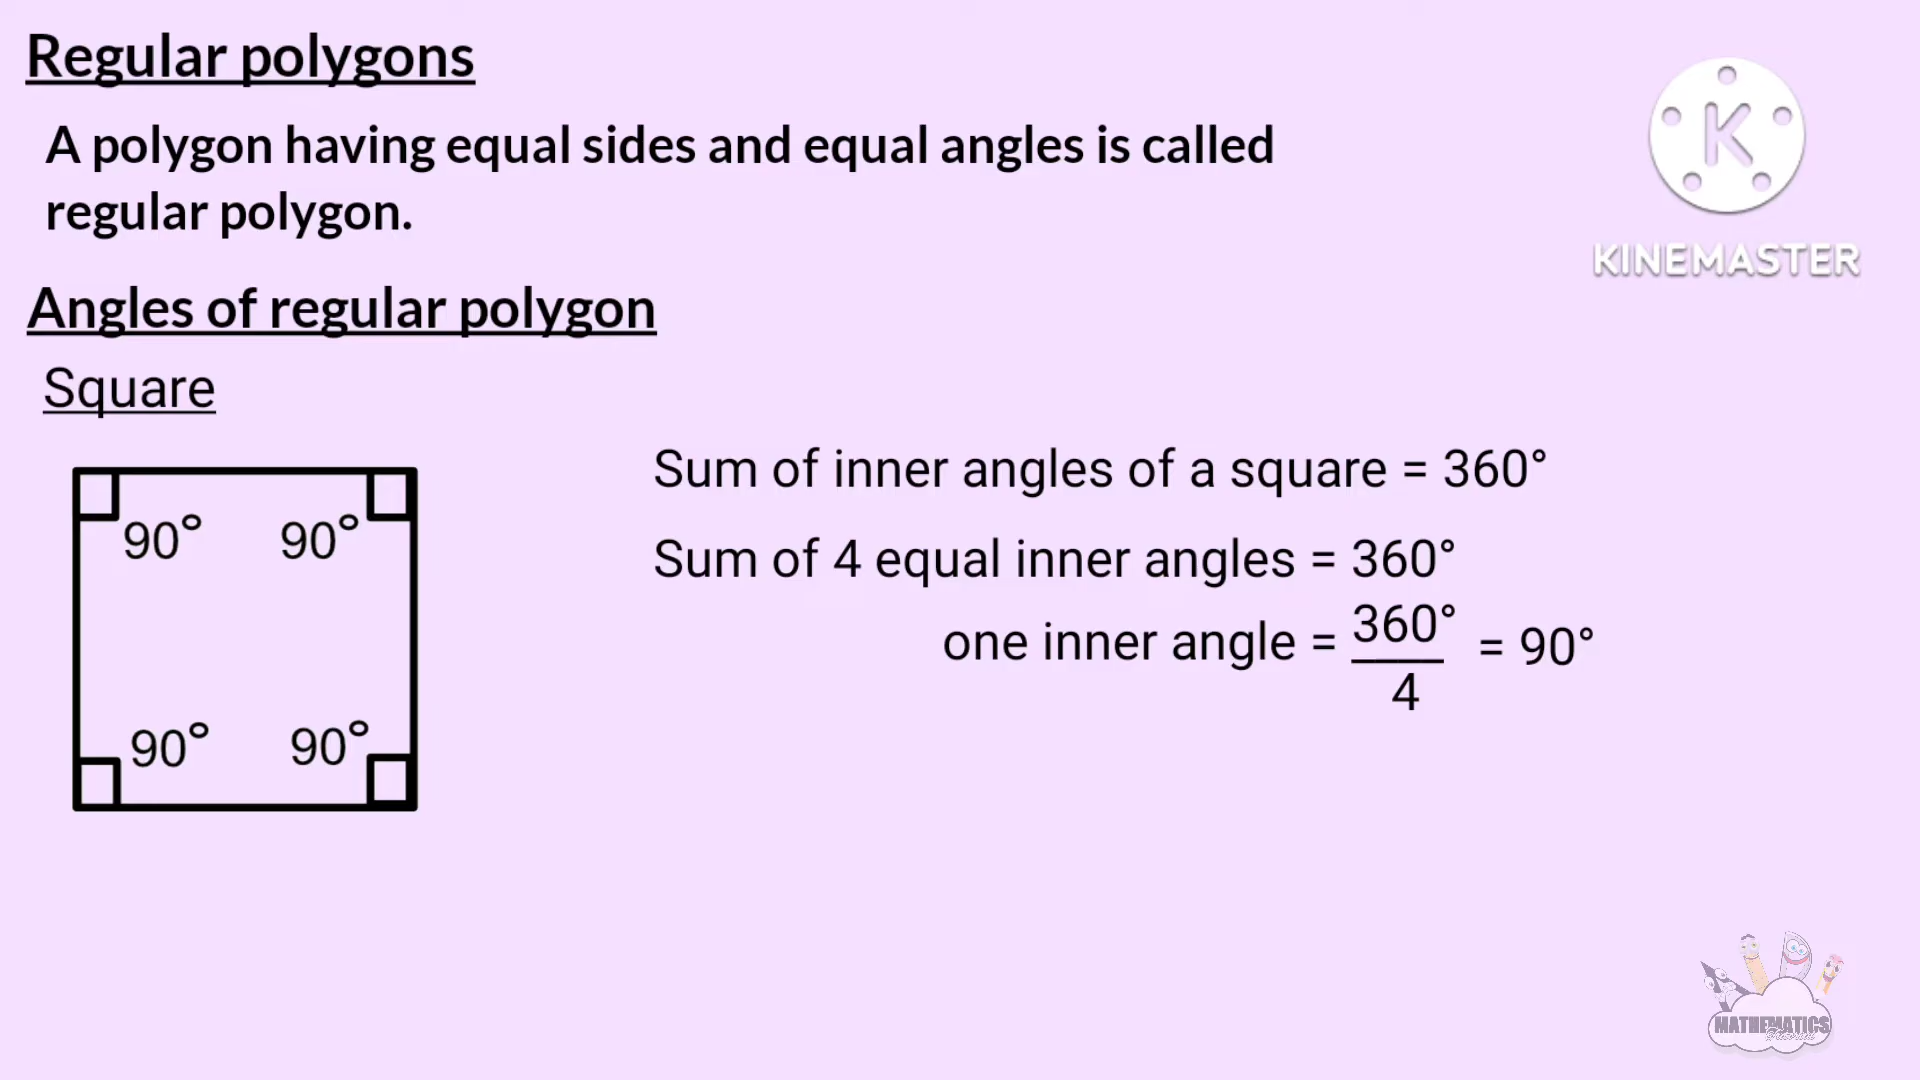 Regular polygons
A polygon having equal sides and equal angles is called
regular polygon.
K
KINEMASTER
Angles of regular polygon
Square
90° 90°
90° 90°
Sum of inner angles of a square = 360°
Sum of 4 equal inner angles = 360°
one inner angle = 360°/4 = 90°
MATHEMATICS
Tutorial